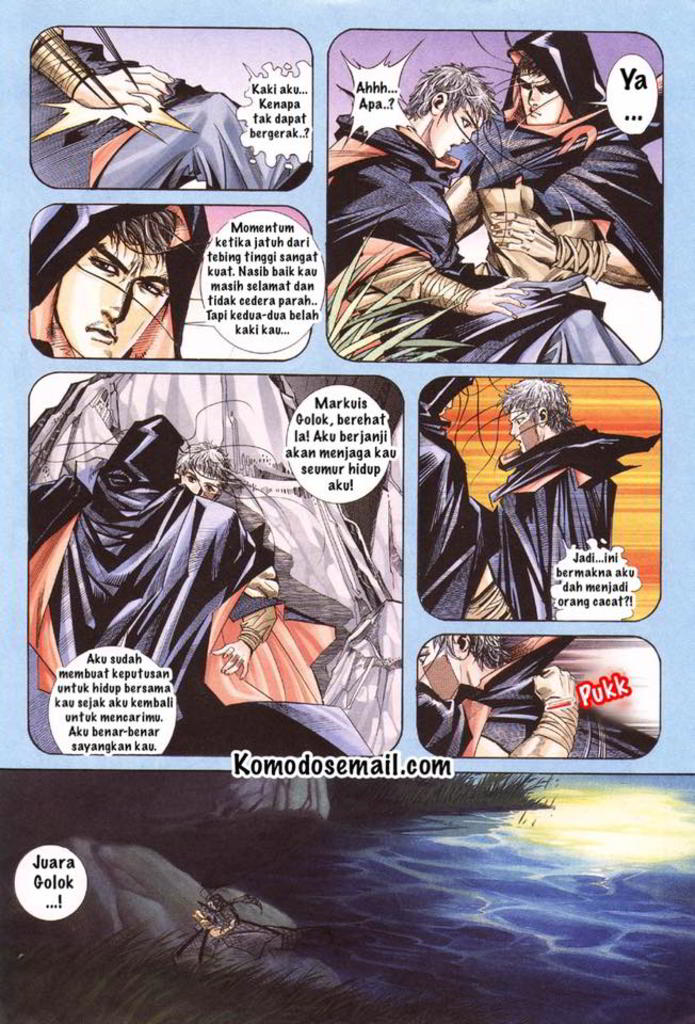 Kaki aku...
Kenapa
tak dapat
bergerak..?
Ahhh...
Apa..?
Ya
...
Momentum
ketika jatuh dari
tebing tinggi sangat
kuat. Nasib baik kau
masih selamat dan
tidak cedera parah..
Tapi kedua-dua belah
kaki kau...
Markuis
Golok, berehat
la! Aku berjanji
akan menjaga kau
seumur hidup
aku!
Aku sudah
membuat keputusan
untuk hidup bersama
kau sejak aku kembali
untuk mencarimu.
Aku benar-benar
sayangkan kau.
Jadi...ini
bermakna aku
dah menjadi
orang cacat?!
Pukk
Komodosemail.com
Juara
Golok
...!